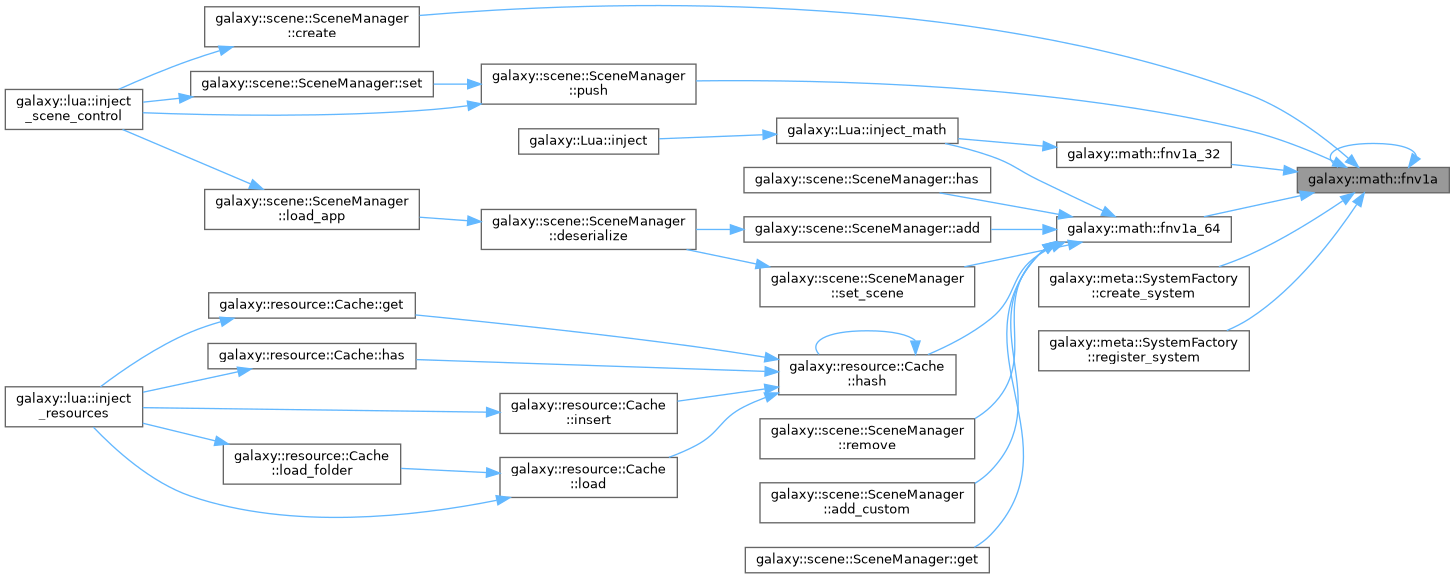 galaxy::scene::SceneManager
::create
galaxy::scene::SceneManager::set
galaxy::lua::inject
_scene_control
galaxy::scene::SceneManager
::push
galaxy::Lua::inject
galaxy::Lua::inject_math
galaxy::math::fnv1a_32
galaxy::math::fnv1a
galaxy::scene::SceneManager::has
galaxy::scene::SceneManager
::load_app
galaxy::scene::SceneManager
::deserialize
galaxy::scene::SceneManager::add
galaxy::math::fnv1a_64
galaxy::scene::SceneManager
::set_scene
galaxy::meta::SystemFactory
::create_system
galaxy::resource::Cache::get
galaxy::meta::SystemFactory
::register_system
galaxy::resource::Cache::has
galaxy::resource::Cache
::hash
galaxy::lua::inject
_resources
galaxy::resource::Cache
::insert
galaxy::scene::SceneManager
::remove
galaxy::resource::Cache
::load_folder
galaxy::resource::Cache
::load
galaxy::scene::SceneManager
::add_custom
galaxy::scene::SceneManager::get